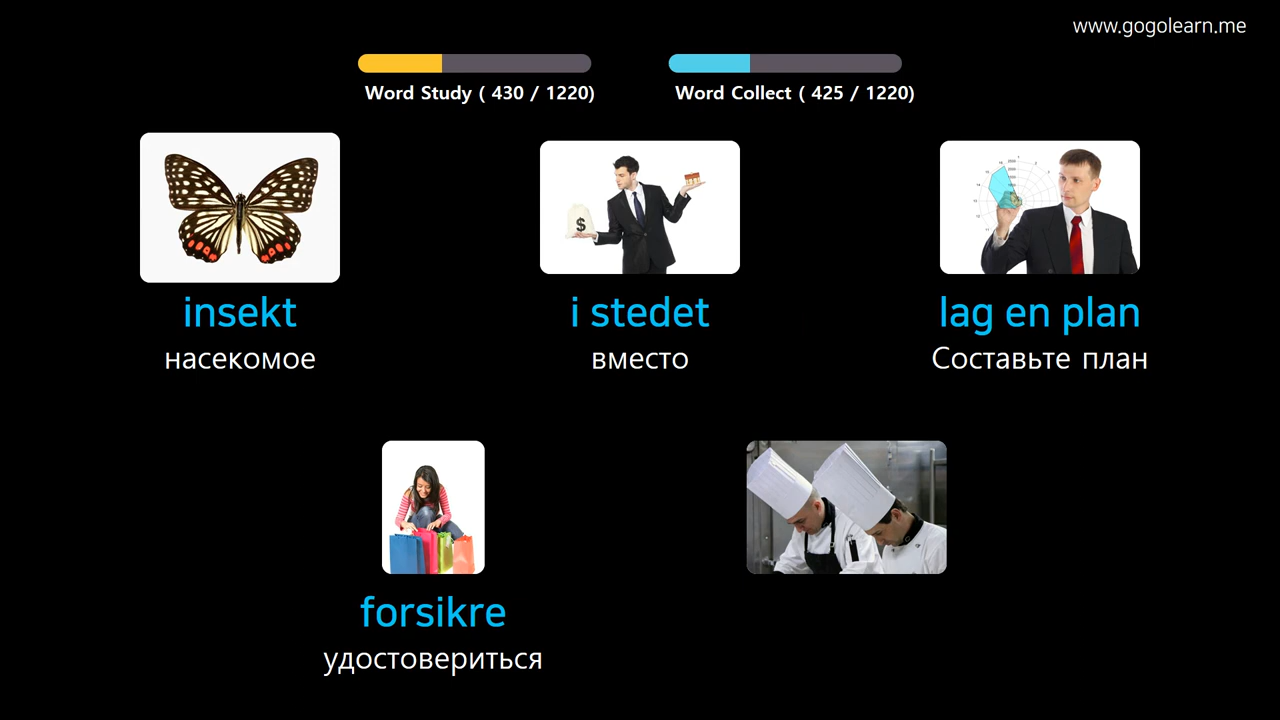 www.gogolearn.me
Word Study ( 430 / 1220)
Word Collect ( 425 / 1220)
$
insekt
насекомое
i stedet
вместо
lag en plan
Составьте план
forsikre
удостовериться